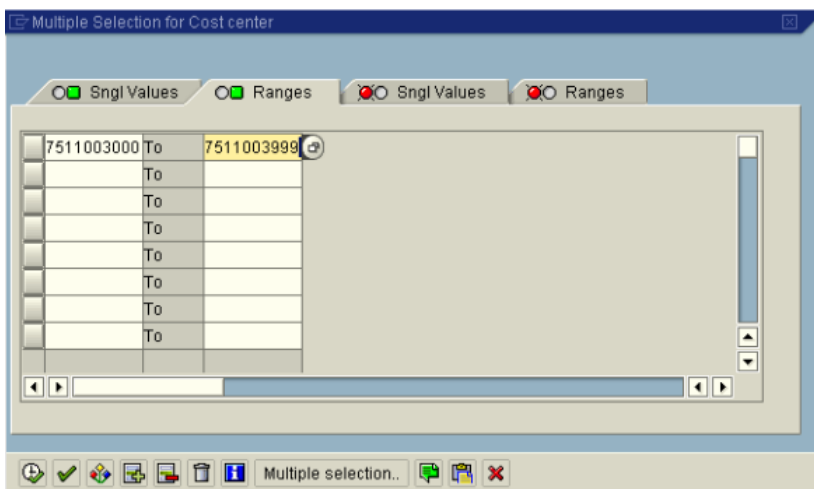 Multiple Selection for Cost center
Sngl Values Ranges Sngl Values Ranges
7511003000 To 7511003999
To
To
To
To
To
To
To
Multiple selection..